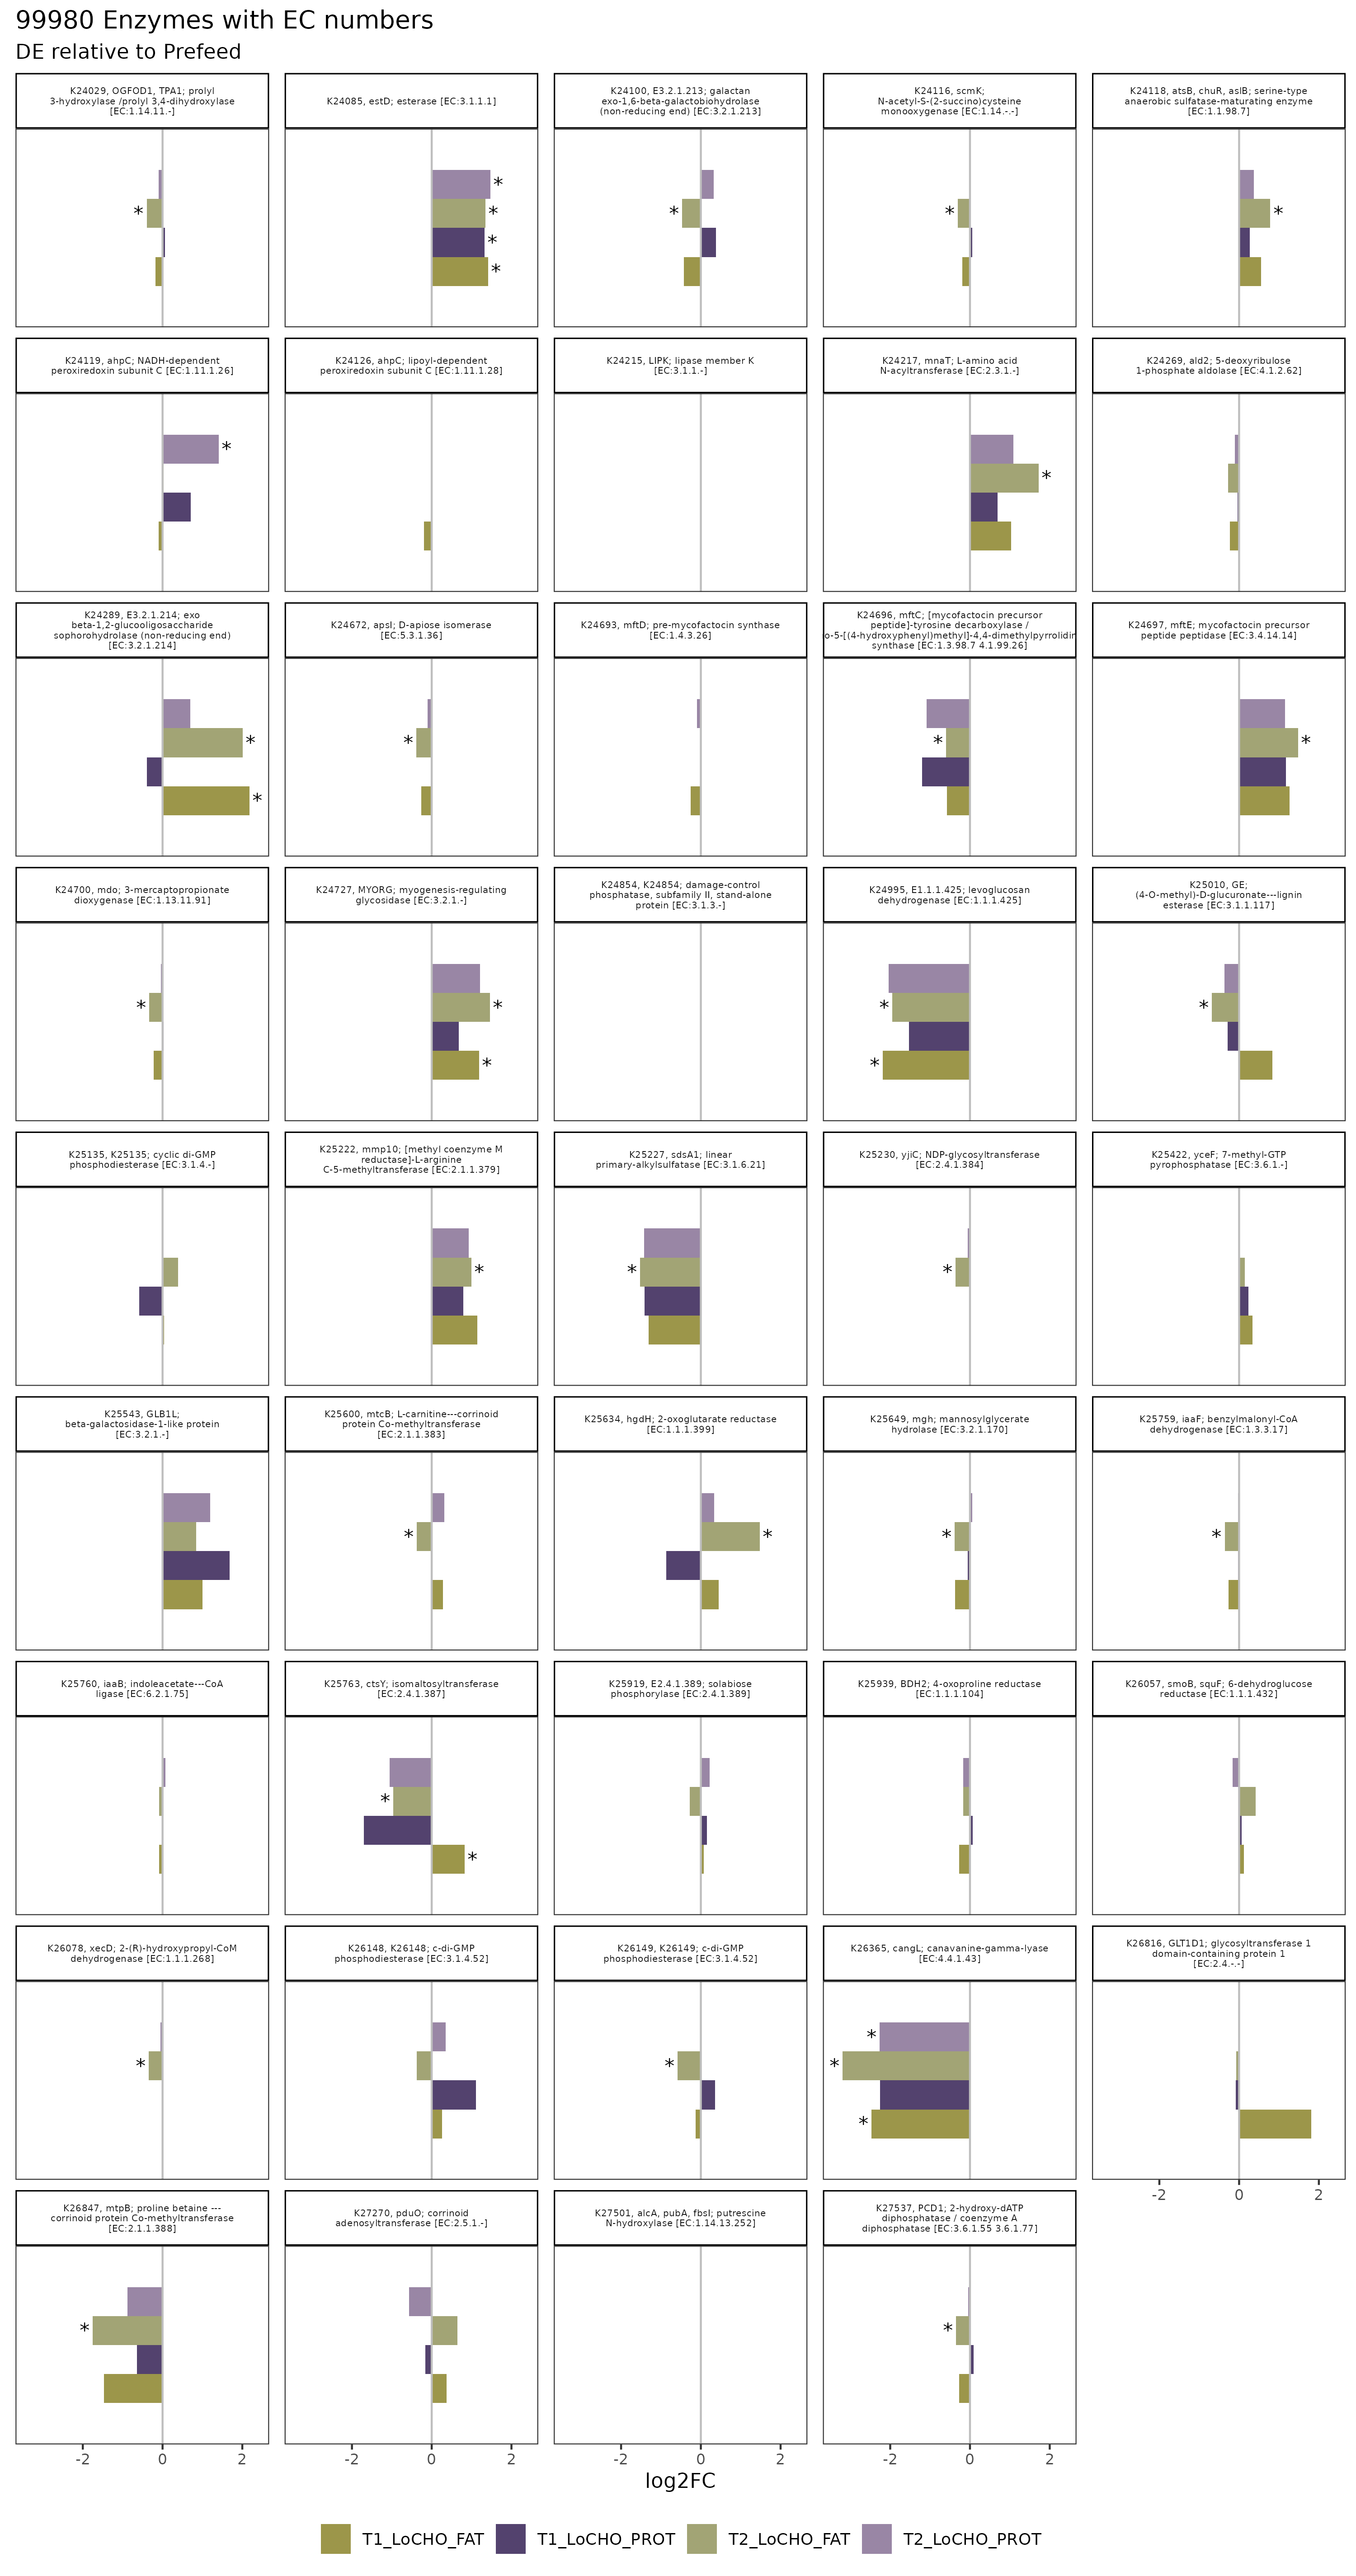 99980 Enzymes with EC numbers
DE relative to Prefeed
K24029, OGFOD1, TPA1; prolyl
3-hydroxylase /prolyl 3,4-dihydroxylase
[EC:1.14.11.-]
K24085, estD; esterase [EC:3.1.1.1]
K24100, E3.2.1.213; galactan
exo-1,6-beta-galactobiohydrolase
(non-reducing end) [EC:3.2.1.213]
K24116, scmK;
N-acetyl-S-(2-succino)cysteine
monooxygenase [EC:1.14.-.-]
K24118, atsB, chuR, aslB; serine-type
anaerobic sulfatase-maturating enzyme
[EC:1.1.98.7]
*
*
*
*
*
*
*
*
K24119, ahpC; NADH-dependent
peroxiredoxin subunit C [EC:1.11.1.26]
K24126, ahpC; lipoyl-dependent
peroxiredoxin subunit C [EC:1.11.1.28]
K24215, LIPK; lipase member K
[EC:3.1.1.-]
K24217, mnaT; L-amino acid
N-acyltransferase [EC:2.3.1.-]
K24269, ald2; 5-deoxyribulose
1-phosphate aldolase [EC:4.1.2.62]
*
*
K24289, E3.2.1.214; exo
beta-1,2-glucooligosaccharide
sophorohydrolase (non-reducing end)
[EC:3.2.1.214]
K24672, apsI; D-apiose isomerase
[EC:5.3.1.36]
K24693, mftD; pre-mycofactocin synthase
[EC:1.4.3.26]
K24696, mftC; [mycofactocin precursor
peptide]-tyrosine decarboxylase /
o-5-[(4-hydroxyphenyl)methyl]-4,4-dimethylpyrrolidin
synthase [EC:1.3.98.7 4.1.99.26]
K24697, mftE; mycofactocin precursor
peptide peptidase [EC:3.4.14.14]
*
*
*
*
*
K24700, mdo; 3-mercaptopropionate
dioxygenase [EC:1.13.11.91]
K24727, MYORG; myogenesis-regulating
glycosidase [EC:3.2.1.-]
K24854, K24854; damage-control
phosphatase, subfamily II, stand-alone
protein [EC:3.1.3.-]
K24995, E1.1.1.425; levoglucosan
dehydrogenase [EC:1.1.1.425]
K25010, GE;
(4-O-methyl)-D-glucuronate---lignin
esterase [EC:3.1.1.117]
*
*
*
*
*
*
K25135, K25135; cyclic di-GMP
phosphodiesterase [EC:3.1.4.-]
K25222, mmp10; [methyl coenzyme M
reductase]-L-arginine
C-5-methyltransferase [EC:2.1.1.379]
K25227, sdsA1; linear
primary-alkylsulfatase [EC:3.1.6.21]
K25230, yjiC; NDP-glycosyltransferase
[EC:2.4.1.384]
K25422, yceF; 7-methyl-GTP
pyrophosphatase [EC:3.6.1.-]
*
*
*
K25543, GLB1L;
beta-galactosidase-1-like protein
[EC:3.2.1.-]
K25600, mtcB; L-carnitine---corrinoid
protein Co-methyltransferase
[EC:2.1.1.383]
K25634, hgdH; 2-oxoglutarate reductase
[EC:1.1.1.399]
K25649, mgh; mannosylglycerate
hydrolase [EC:3.2.1.170]
K25759, iaaF; benzylmalonyl-CoA
dehydrogenase [EC:1.3.3.17]
*
*
*
*
K25760, iaaB; indoleacetate---CoA
ligase [EC:6.2.1.75]
K25763, ctsY; isomaltosyltransferase
[EC:2.4.1.387]
K25919, E2.4.1.389; solabiose
phosphorylase [EC:2.4.1.389]
K25939, BDH2; 4-oxoproline reductase
[EC:1.1.1.104]
K26057, smoB, squF; 6-dehydroglucose
reductase [EC:1.1.1.432]
*
*
K26078, xecD; 2-(R)-hydroxypropyl-CoM
dehydrogenase [EC:1.1.1.268]
K26148, K26148; c-di-GMP
phosphodiesterase [EC:3.1.4.52]
K26149, K26149; c-di-GMP
phosphodiesterase [EC:3.1.4.52]
K26365, cangL; canavanine-gamma-lyase
[EC:4.4.1.43]
K26816, GLT1D1; glycosyltransferase 1
domain-containing protein 1
[EC:2.4.-.-]
*
*
*
*
*
-2 0 2
K26847, mtpB; proline betaine ---
corrinoid protein Co-methyltransferase
[EC:2.1.1.388]
K27270, pduO; corrinoid
adenosyltransferase [EC:2.5.1.-]
K27501, alcA, pubA, fbsI; putrescine
N-hydroxylase [EC:1.14.13.252]
K27537, PCD1; 2-hydroxy-dATP
diphosphatase / coenzyme A
diphosphatase [EC:3.6.1.55 3.6.1.77]
*
*
-2 0 2
-2 0 2
-2 0 2
-2 0 2
log2FC
T1_LoCHO_FAT T1_LoCHO_PROT T2_LoCHO_FAT T2_LoCHO_PROT